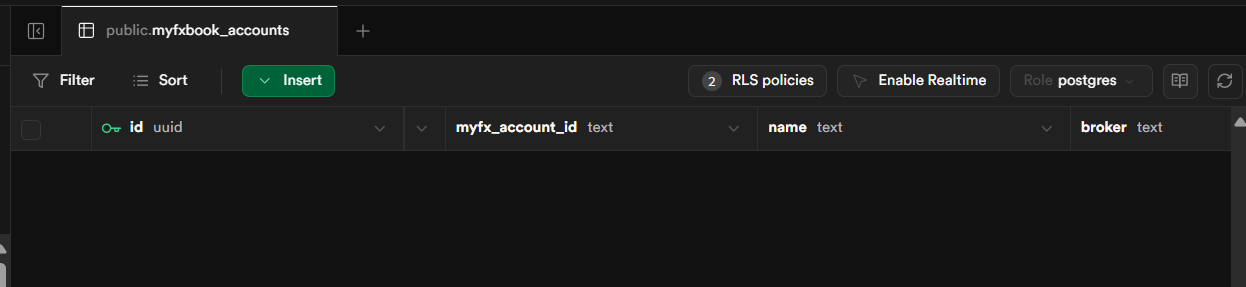 public.myfxbook_accounts
Filter Sort Insert 2 RLS policies Enable Realtime Role postgres
id uuid myfx_account_id text name text broker text